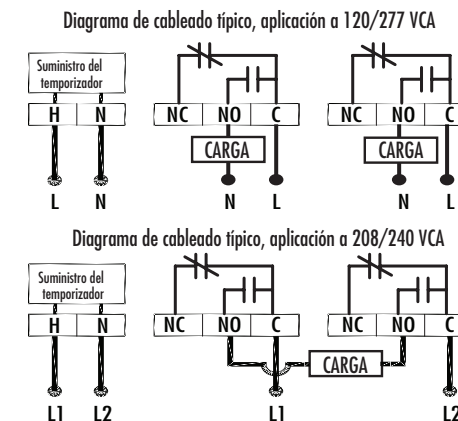 Diagrama de cableado típico, aplicación a 120/277 VCA
Suministro del
temporizador
H N NC NO C NC NO C
CARGA CARGA
L N N L N L
Diagrama de cableado típico, aplicación a 208/240 VCA
Suministro del
temporizador
H N NC NO C NC NO C
CARGA
L1 L2 L1 L2